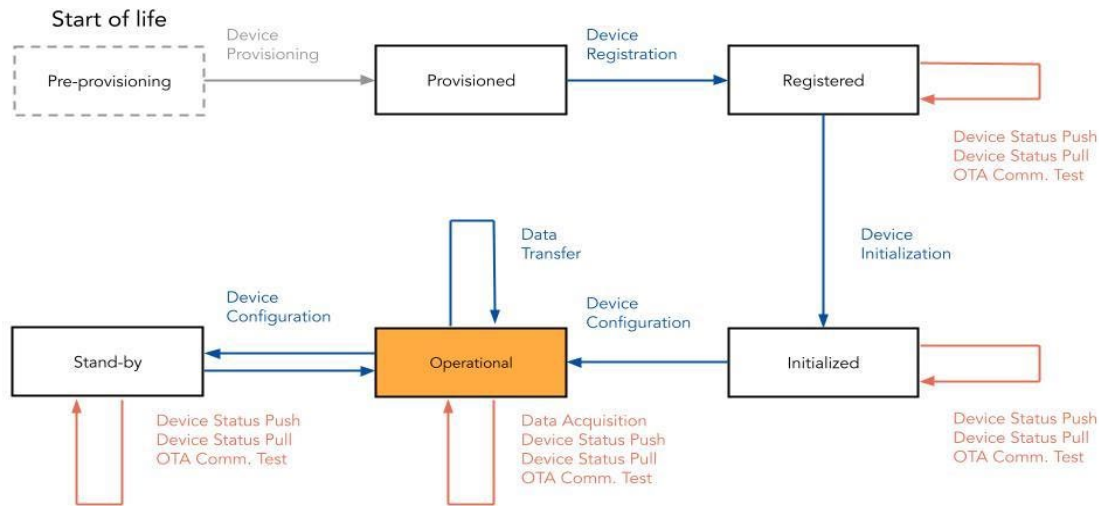 Start of life
Device
Provisioning
Device
Registration
Pre-provisioning
Provisioned
Registered
Device Status Push
Device Status Pull
OTA Comm. Test
Data
Transfer
Device
Initialization
Device
Configuration
Device
Configuration
Stand-by
Operational
Initialized
Device Status Push
Device Status Pull
OTA Comm. Test
Data Acquisition
Device Status Push
Device Status Pull
OTA Comm. Test
Device Status Push
Device Status Pull
OTA Comm. Test